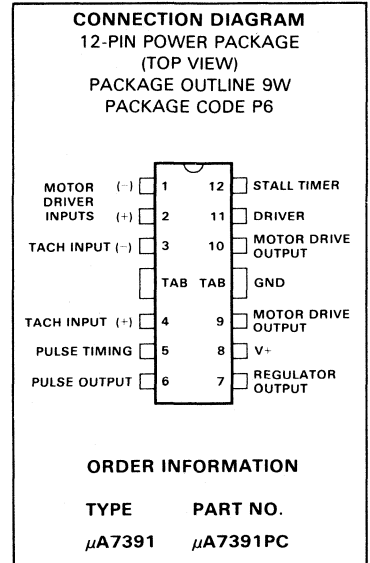 CONNECTION DIAGRAM
12-PIN POWER PACKAGE
(TOP VIEW)
PACKAGE OUTLINE 9W
PACKAGE CODE P6
MOTOR DRIVER INPUTS (−) 1
(+) 2
TACH INPUT (−) 3
TAB
TACH INPUT (+) 4
PULSE TIMING 5
PULSE OUTPUT 6
12 STALL TIMER
11 DRIVER
10 MOTOR DRIVE OUTPUT
TAB GND
9 MOTOR DRIVE OUTPUT
8 V+
7 REGULATOR OUTPUT
ORDER INFORMATION
TYPE PART NO.
μA7391 μA7391PC